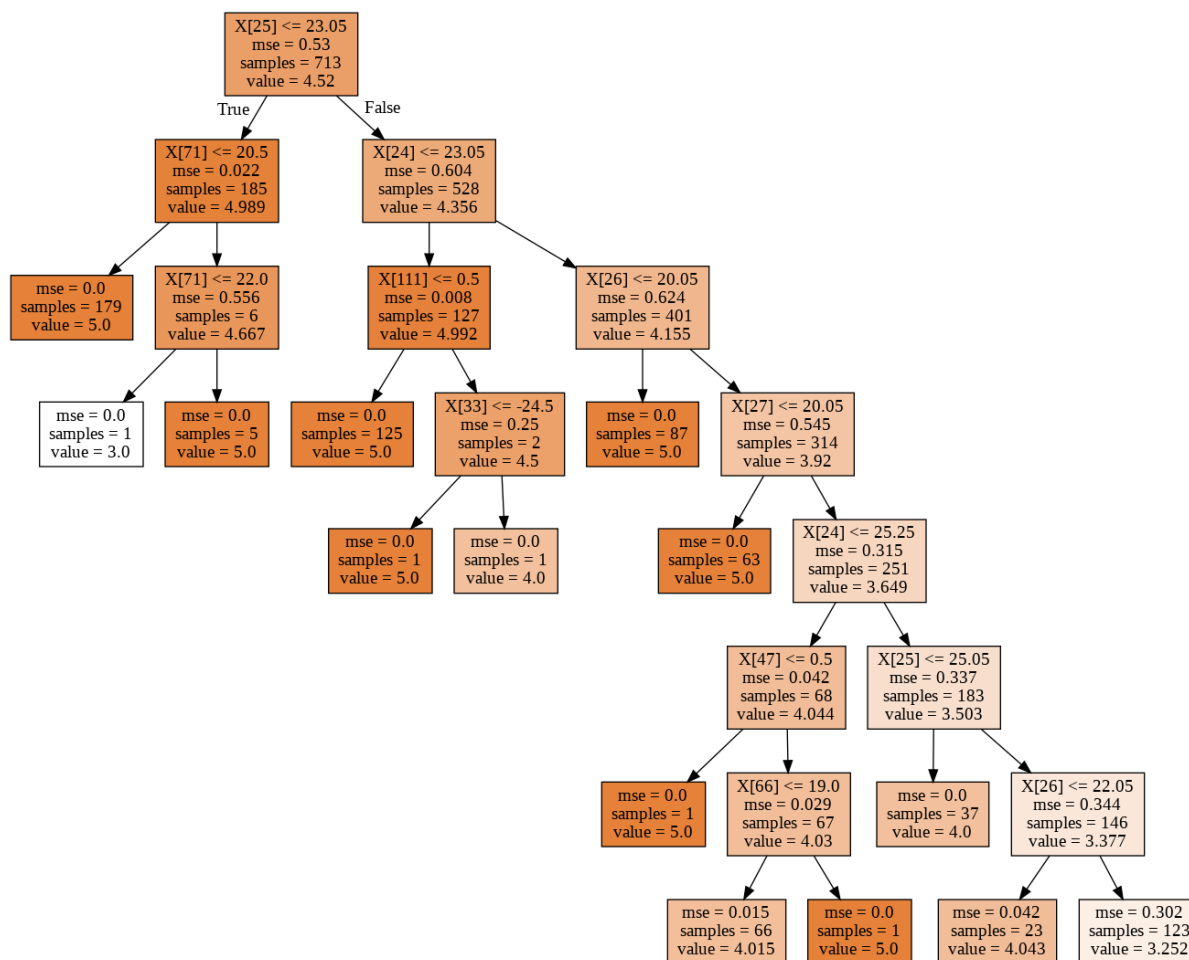 X[25] <= 23.05
mse = 0.53
samples = 713
value = 4.52
True
False
X[71] <= 20.5
mse = 0.022
samples = 185
value = 4.989
X[24] <= 23.05
mse = 0.604
samples = 528
value = 4.356
mse = 0.0
samples = 179
value = 5.0
X[71] <= 22.0
mse = 0.556
samples = 6
value = 4.667
X[111] <= 0.5
mse = 0.008
samples = 127
value = 4.992
X[26] <= 20.05
mse = 0.624
samples = 401
value = 4.155
mse = 0.0
samples = 1
value = 3.0
mse = 0.0
samples = 5
value = 5.0
mse = 0.0
samples = 125
value = 5.0
X[33] <= -24.5
mse = 0.25
samples = 2
value = 4.5
mse = 0.0
samples = 87
value = 5.0
X[27] <= 20.05
mse = 0.545
samples = 314
value = 3.92
mse = 0.0
samples = 1
value = 5.0
mse = 0.0
samples = 1
value = 4.0
mse = 0.0
samples = 63
value = 5.0
X[24] <= 25.25
mse = 0.315
samples = 251
value = 3.649
X[47] <= 0.5
mse = 0.042
samples = 68
value = 4.044
X[25] <= 25.05
mse = 0.337
samples = 183
value = 3.503
mse = 0.0
samples = 1
value = 5.0
X[66] <= 19.0
mse = 0.029
samples = 67
value = 4.03
mse = 0.0
samples = 37
value = 4.0
X[26] <= 22.05
mse = 0.344
samples = 146
value = 3.377
mse = 0.015
samples = 66
value = 4.015
mse = 0.0
samples = 1
value = 5.0
mse = 0.042
samples = 23
value = 4.043
mse = 0.302
samples = 123
value = 3.252